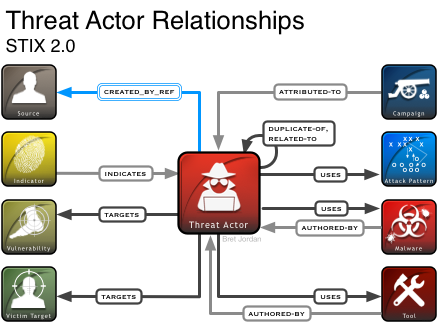 Threat Actor Relationships
STIX 2.0
CREATED_BY_REF
ATTRIBUTED-TO
Source
Campaign
DUPLICATE-OF,
RELATED-TO
INDICATES
USES
Indicator
Attack Pattern
TARGETS
USES
Threat Actor
Bret Jordan
AUTHORED-BY
Vulnerability
Malware
TARGETS
USES
AUTHORED-BY
Victim Target
Tool